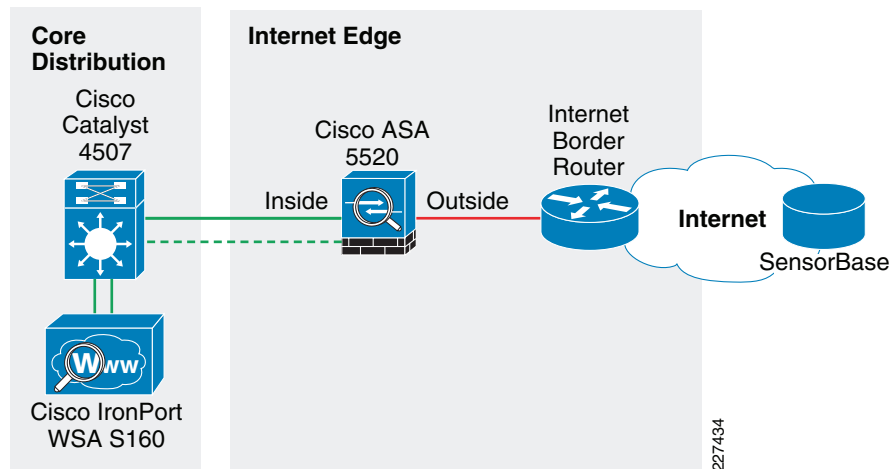 Core
Distribution
Internet Edge
Cisco
Catalyst
4507
Cisco ASA
5520
Internet
Border
Router
Inside
Outside
Internet
SensorBase
Www
Cisco IronPort
WSA S160
227434